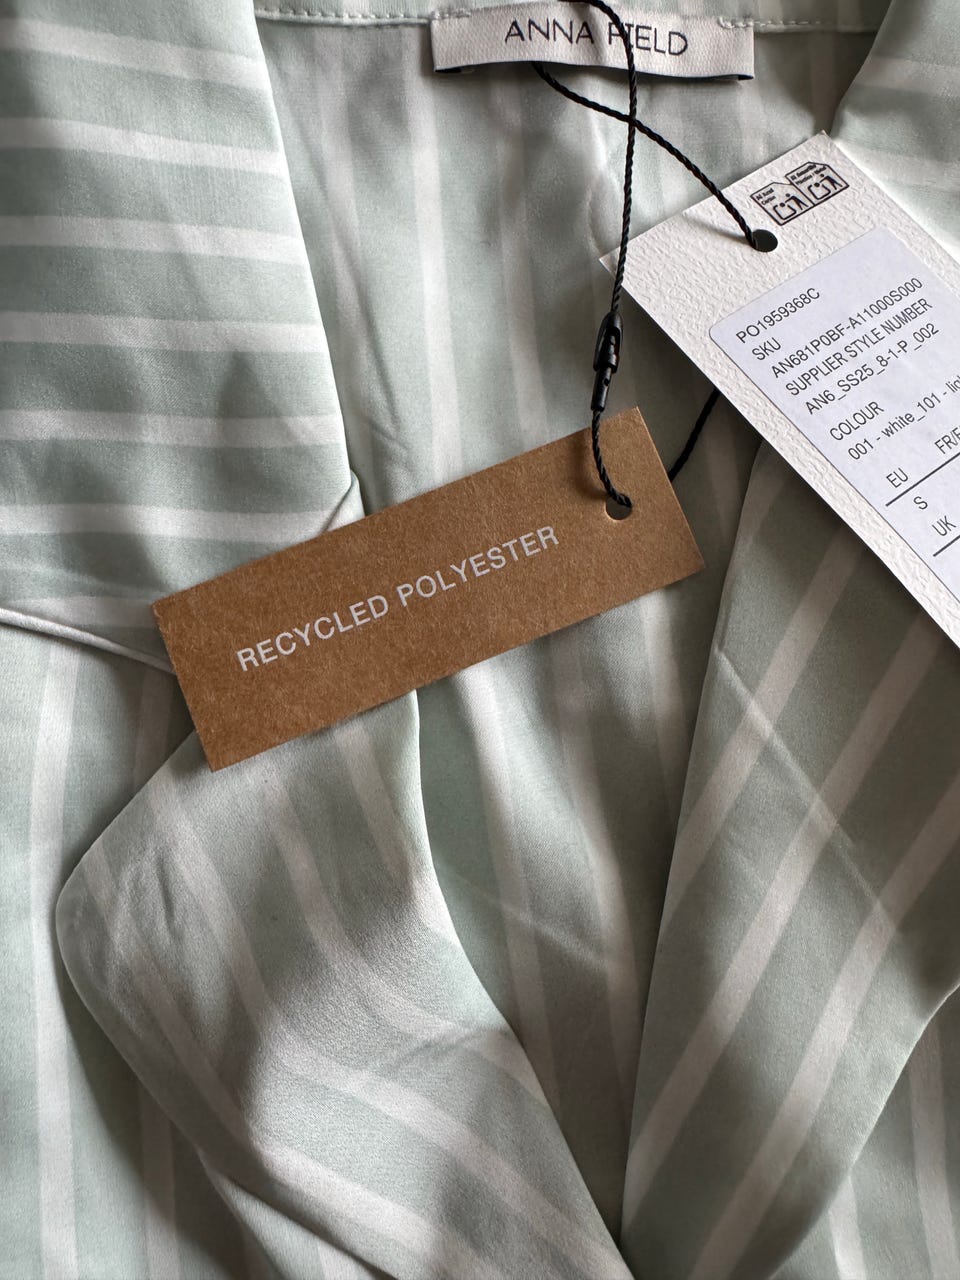 ANNA FIELD
PO1959368C
SKU
AN681P0BF-A11000S000
SUPPLIER STYLE NUMBER
AN6_SS25_8-1-P_002
COLOUR
001 - white_101 -
EU
S
UK
RECYCLED POLYESTER